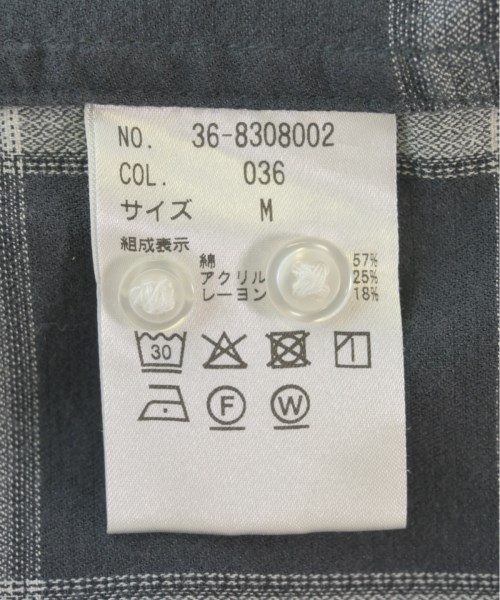 NO. 36-8308002
COL. 036
サイズ M
組成表示
綿 57%
アクリル 25%
レーヨン 18%
30
F W